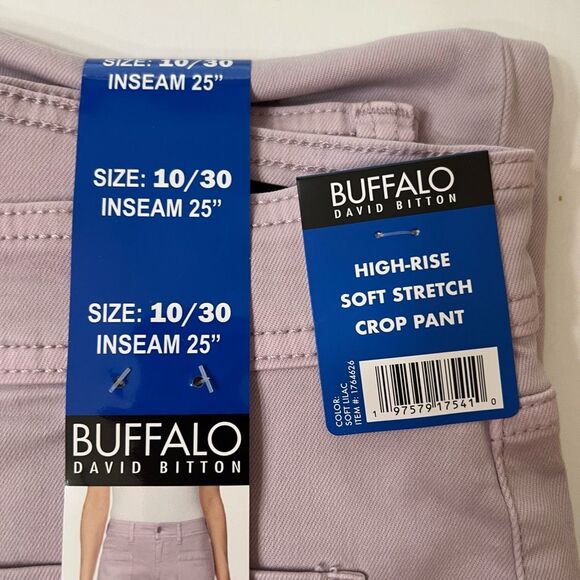 SIZE: 10/30
INSEAM 25”
SIZE: 10/30
INSEAM 25”
SIZE: 10/30
INSEAM 25”
BUFFALO
DAVID BITTON
BUFFALO
DAVID BITTON
HIGH-RISE
SOFT STRETCH
CROP PANT
COLOR:
SOFT LILAC
ITEM #: 1764626
1 97579 17541 0